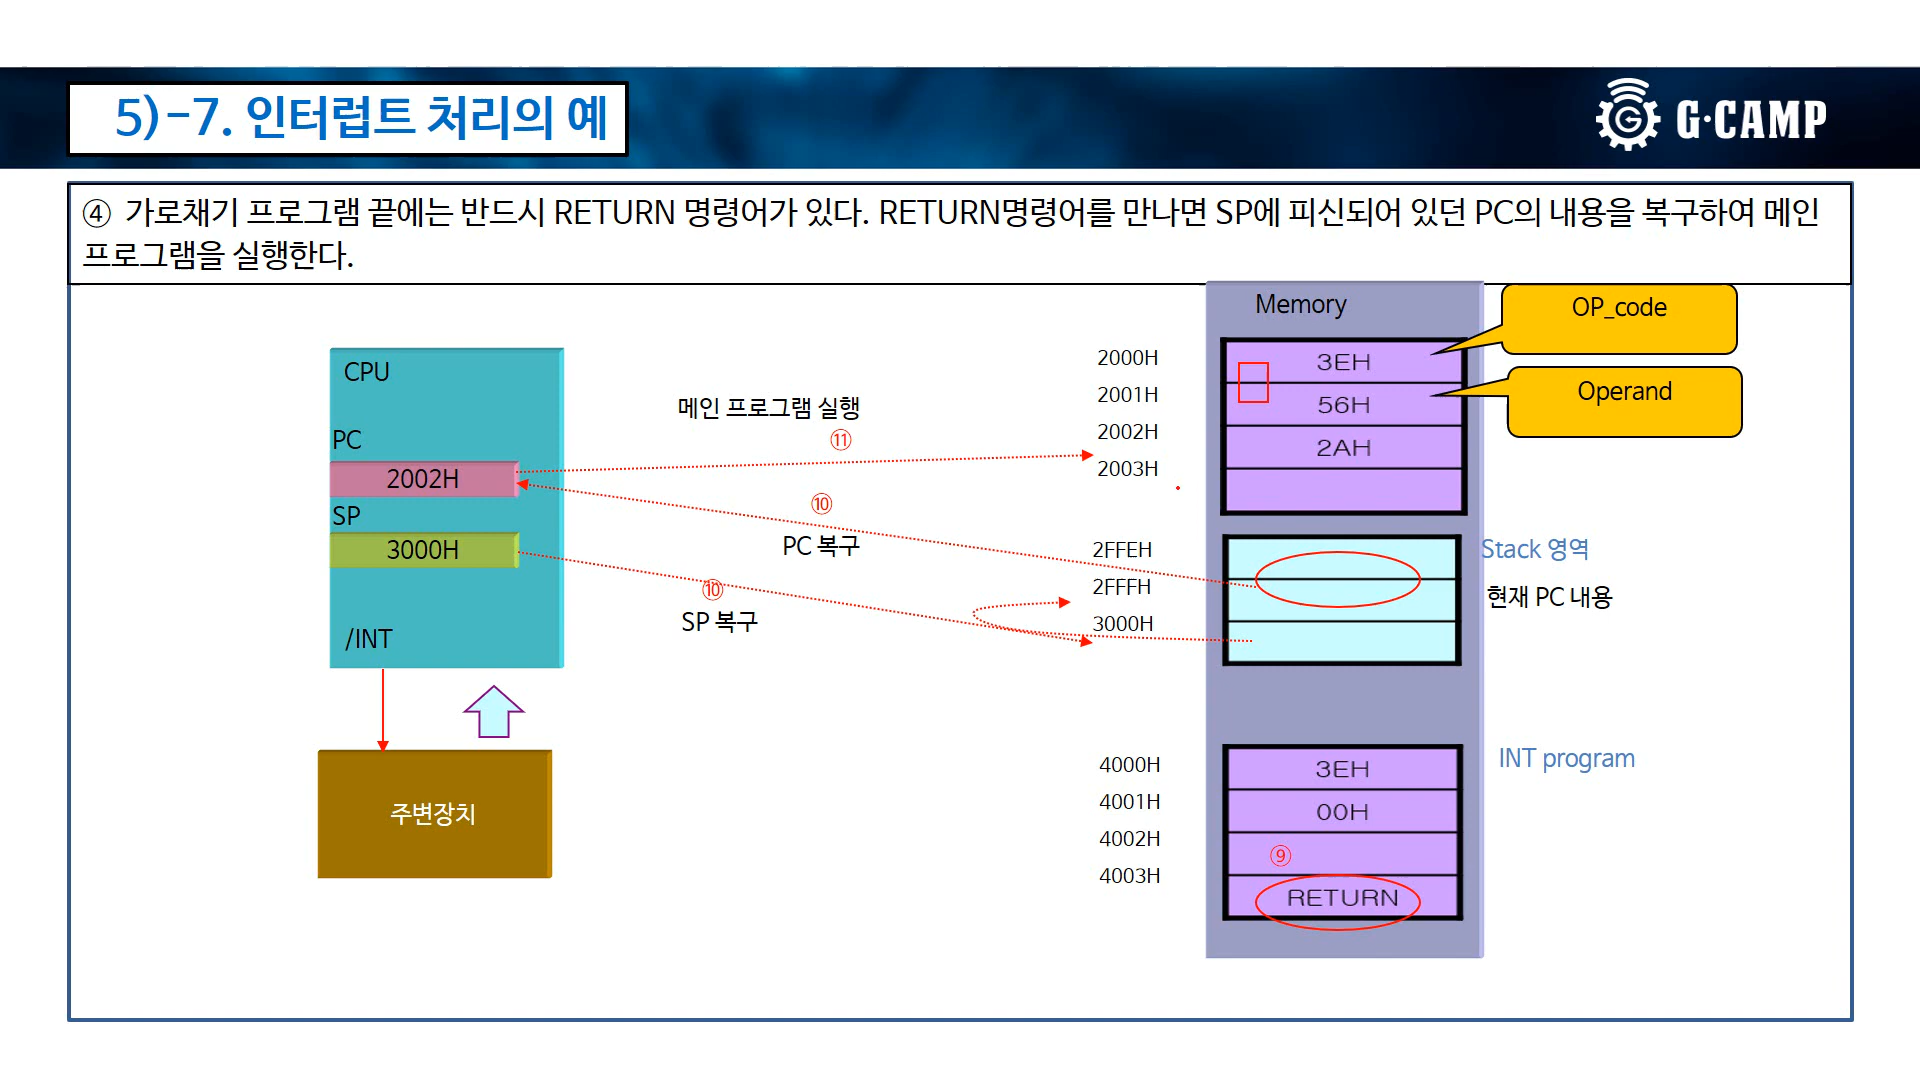 5)-7. 인터럽트 처리의 예
G·CAMP
④ 가로채기 프로그램 끝에는 반드시 RETURN 명령어가 있다. RETURN명령어를 만나면 SP에 피신되어 있던 PC의 내용을 복구하여 메인
프로그램을 실행한다.
CPU
PC
2002H
SP
3000H
/INT
주변장치
메인 프로그램 실행
⑪
⑩
PC 복구
⑩
SP 복구
Memory
2000H
2001H
2002H
2003H
3EH
56H
2AH
OP_code
Operand
2FFEH
2FFFH
3000H
Stack 영역
현재 PC 내용
4000H
4001H
4002H
4003H
3EH
00H
⑨
RETURN
INT program